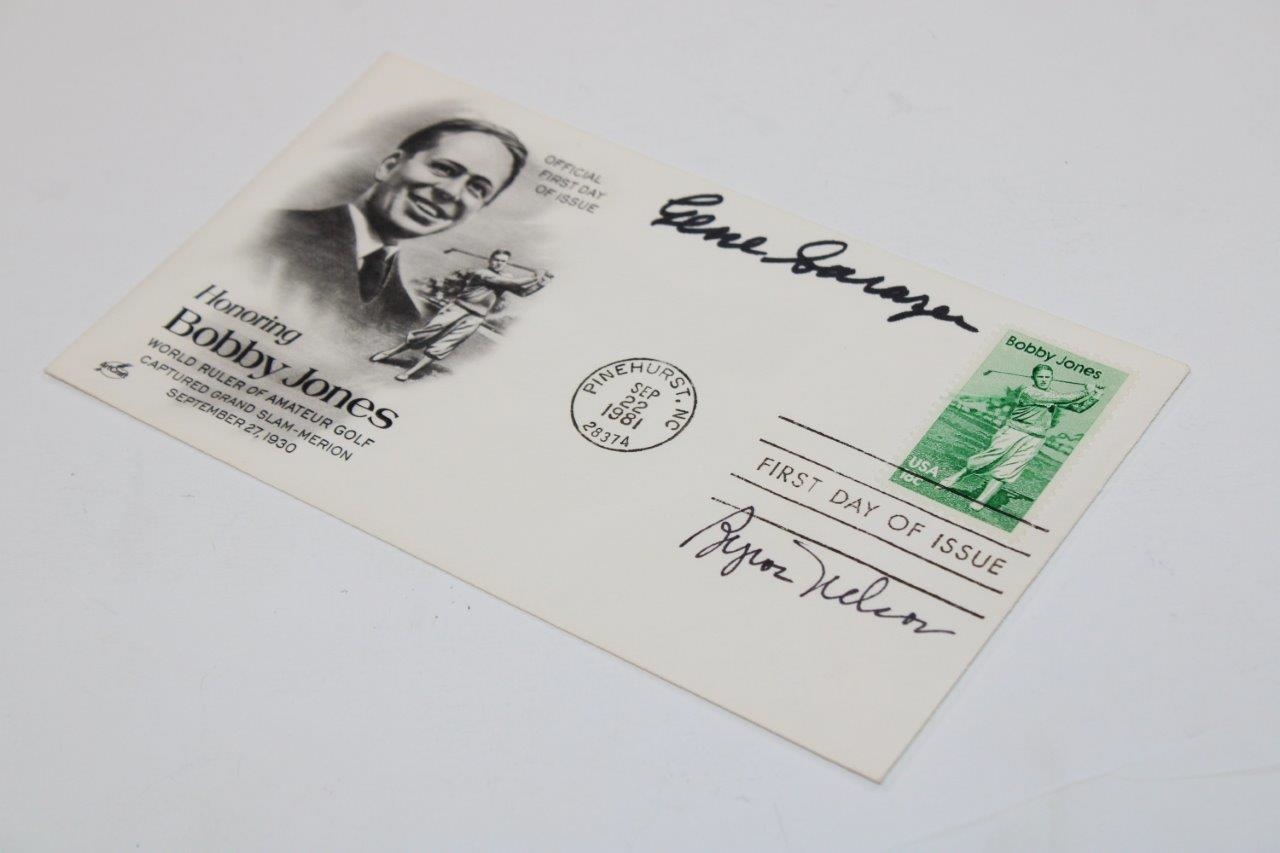 OFFICIAL
FIRST DAY
OF ISSUE
Honoring
Bobby Jones
WORLD RULER OF AMATEUR GOLF
CAPTURED GRAND SLAM-MERION
SEPTEMBER 27, 1930
ArtCraft
Gene Sarazen
PINEHURST, NC
SEP
22
1981
28374
Bobby Jones
USA
18c
FIRST DAY OF ISSUE
Byron Nelson